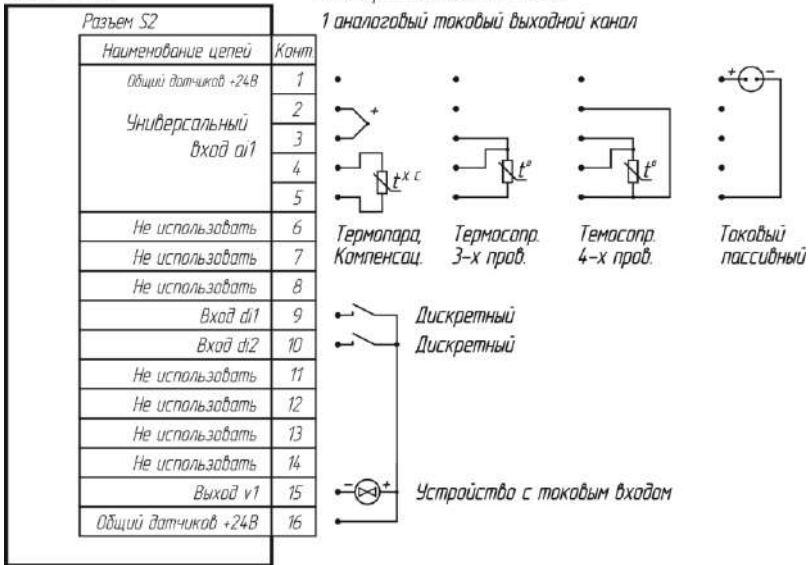 Разъем S2
1 аналоговый токовый выходной канал
Наименование цепей Конт.
Общий датчиков +24В 1
Универсальный вход ai1
2
3
4
5
+
t° x.c.
t°
t°
+ -
Не использовать 6
Не использовать 7
Не использовать 8
Термопара, Компенсац.
Термосопр. 3-х пров.
Темосопр. 4-х пров.
Токовый пассивный
Вход di1 9 Дискретный
Вход di2 10 Дискретный
Не использовать 11
Не использовать 12
Не использовать 13
Не использовать 14
Выход v1 15 - + Устройство с токовым входом
Общий датчиков +24В 16